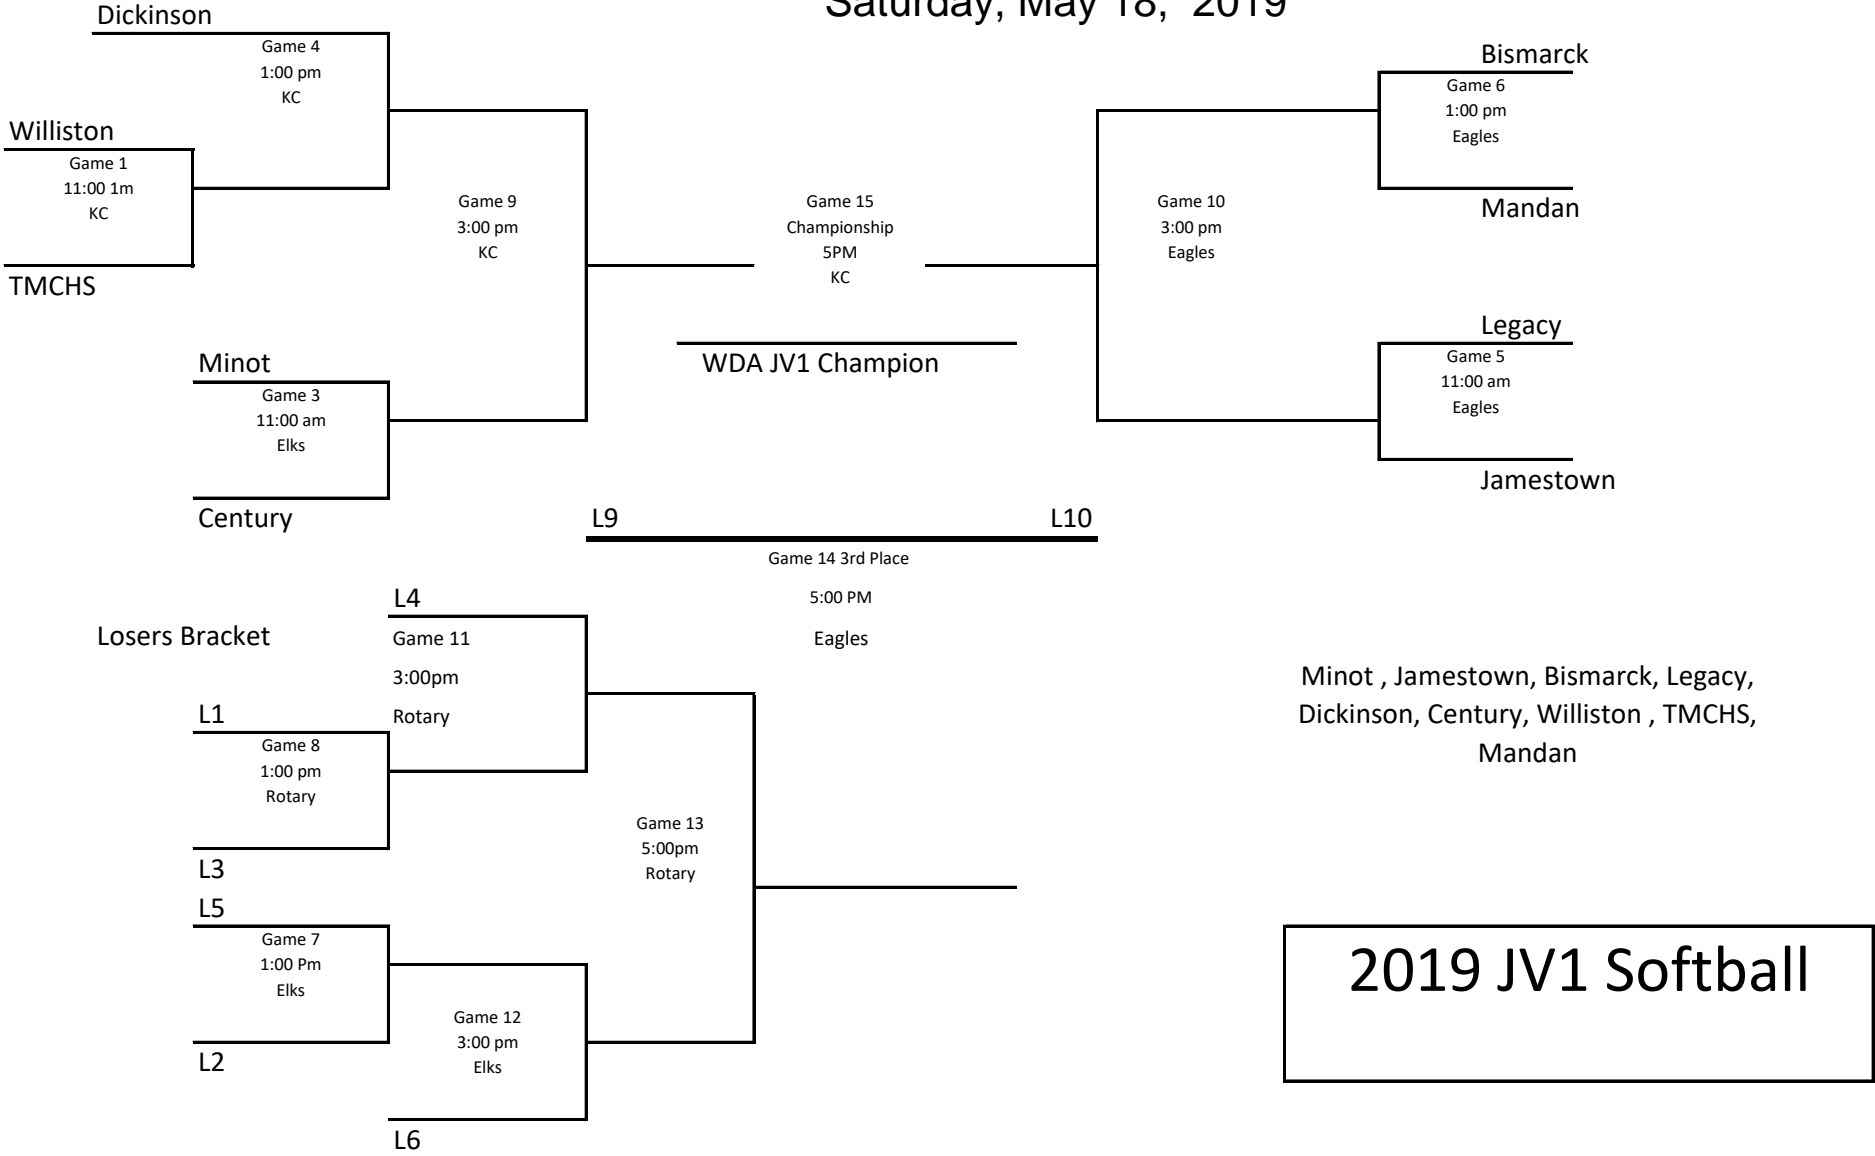 Saturday, May 18,  2019
Dickinson
Game 4
1:00 pm
KC
Williston
Game 1
11:00 1m
KC
TMCHS
Game 9
3:00 pm
KC
Minot
Game 3
11:00 am
Elks
Century
Game 15
Championship
5PM
KC
WDA JV1 Champion
Bismarck
Game 6
1:00 pm
Eagles
Mandan
Game 10
3:00 pm
Eagles
Legacy
Game 5
11:00 am
Eagles
Jamestown
L9
L10
Game 14 3rd Place
5:00 PM
Eagles
Losers Bracket
L4
Game 11
3:00pm
Rotary
L1
Game 8
1:00 pm
Rotary
L3
L5
Game 7
1:00 Pm
Elks
L2
Game 12
3:00 pm
Elks
L6
Game 13
5:00pm
Rotary
Minot , Jamestown, Bismarck, Legacy,
Dickinson, Century, Williston , TMCHS,
Mandan
2019 JV1 Softball